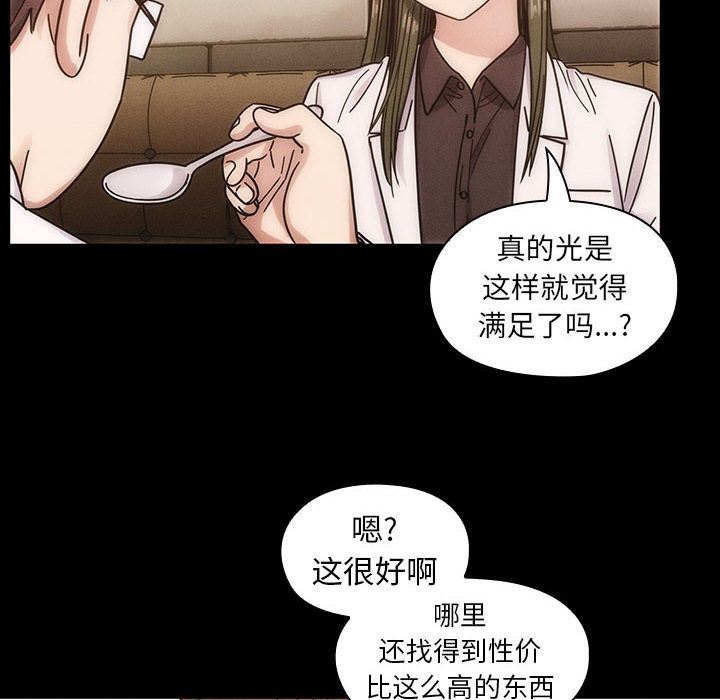 真的光是
这样就觉得
满足了吗...?
嗯?
这很好啊
哪里
还找得到性价
比这么高的东西